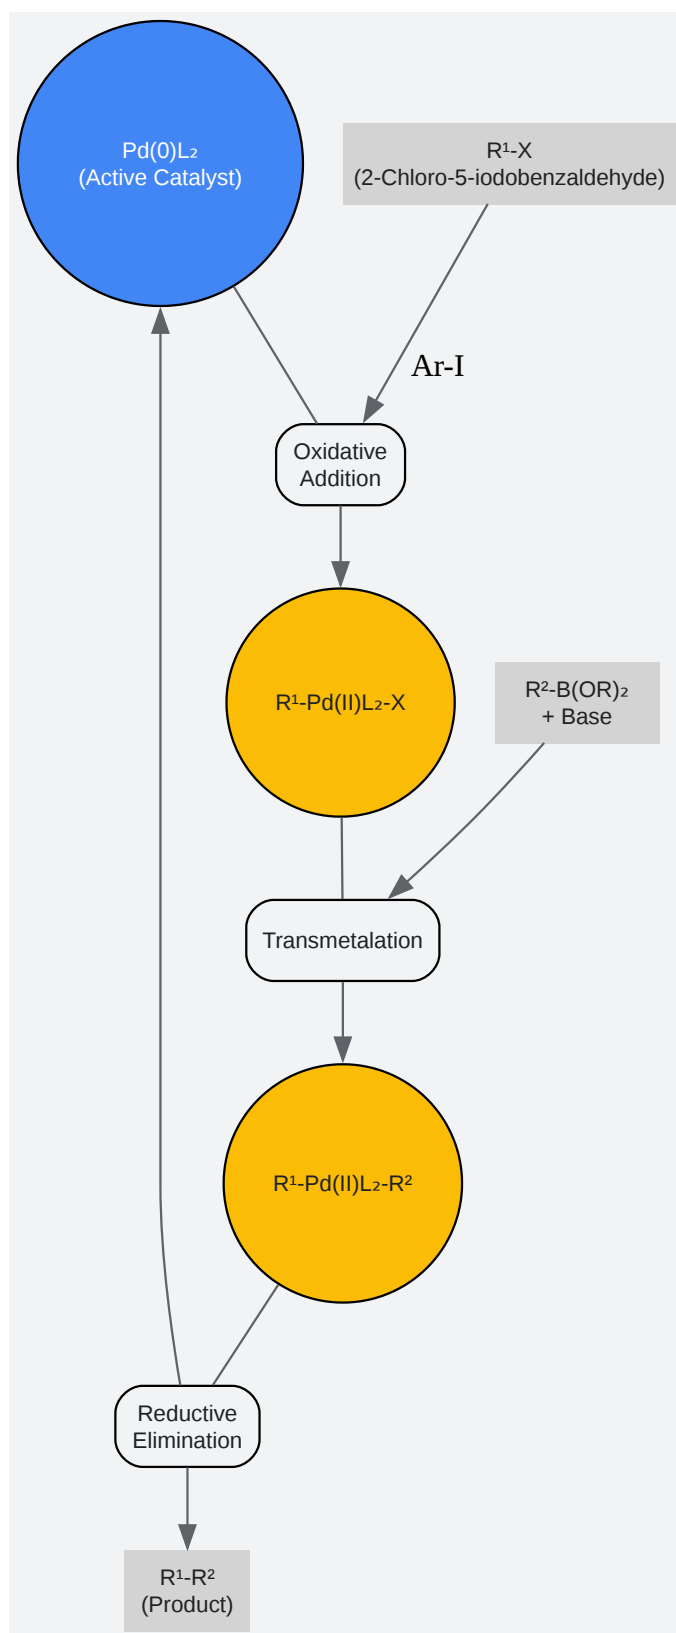 Pd(0)L₂
(Active Catalyst)
R¹-X
(2-Chloro-5-iodobenzaldehyde)
Ar-I
Oxidative
Addition
R¹-Pd(II)L₂-X
R²-B(OR)₂
+ Base
Transmetalation
R¹-Pd(II)L₂-R²
Reductive
Elimination
R¹-R²
(Product)